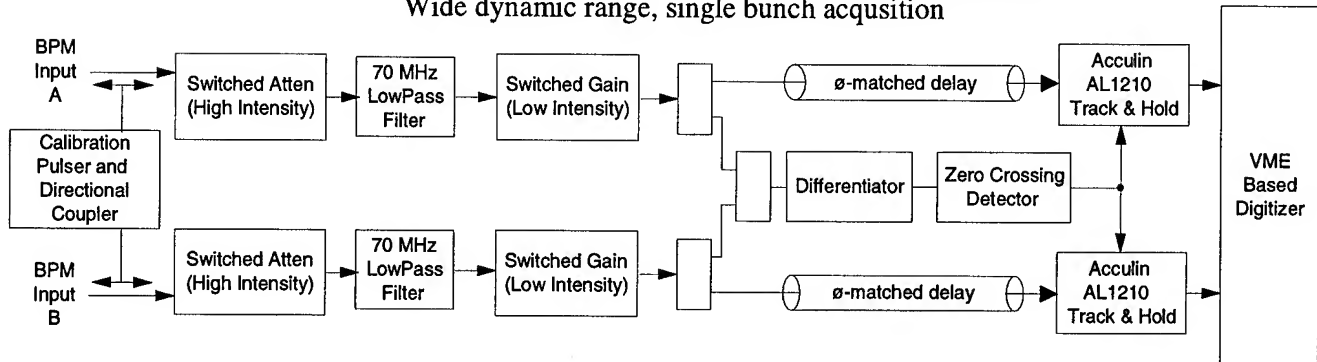 Wide dynamic range, single bunch acqusition
BPM
Input
A
Switched Atten
(High Intensity)
70 MHz
LowPass
Filter
Switched Gain
(Low Intensity)
ø-matched delay
Acculin
AL1210
Track & Hold
Calibration
Pulser and
Directional
Coupler
Differentiator
Zero Crossing
Detector
VME
Based
Digitizer
BPM
Input
B
Switched Atten
(High Intensity)
70 MHz
LowPass
Filter
Switched Gain
(Low Intensity)
ø-matched delay
Acculin
AL1210
Track & Hold